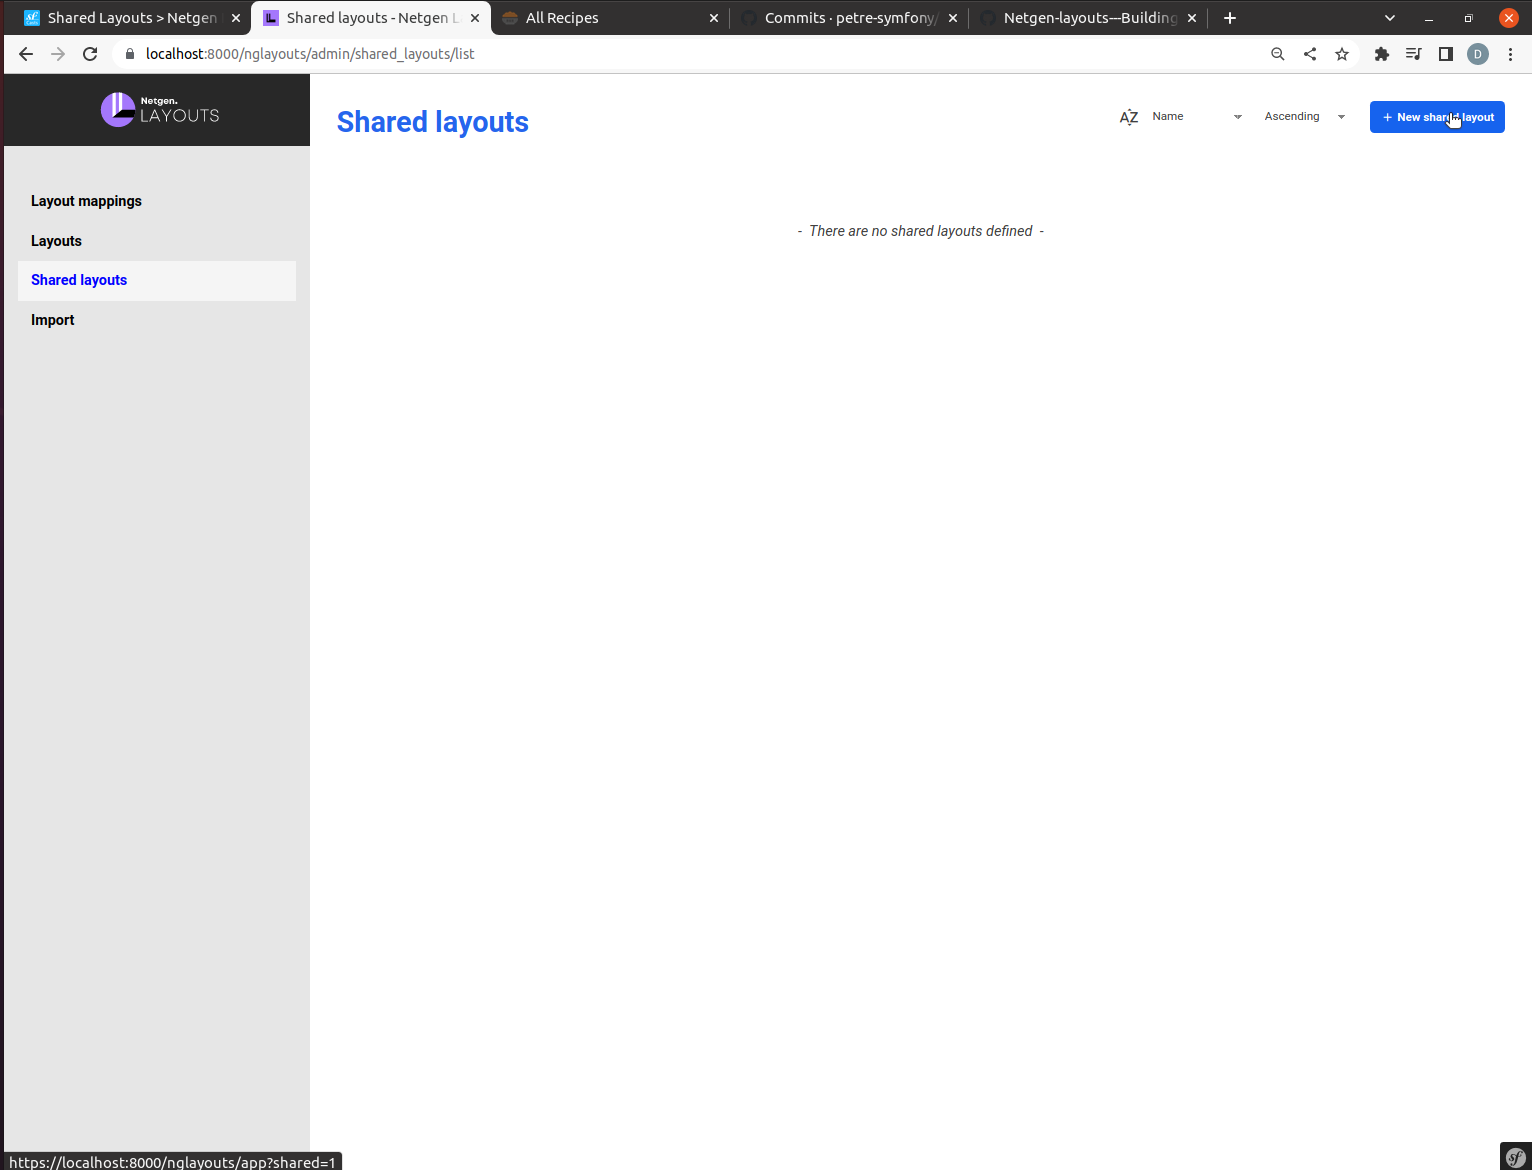 Shared Layouts > Netgen
Shared layouts - Netgen L
All Recipes
Commits · petre-symfony/
Netgen-layouts---Building
localhost:8000/nglayouts/admin/shared_layouts/list
D
Netgen.
LAYOUTS
Shared layouts
AZ
Name
Ascending
+ New shared layout
Layout mappings
Layouts
Shared layouts
Import
- There are no shared layouts defined -
https://localhost:8000/nglayouts/app?shared=1
sf